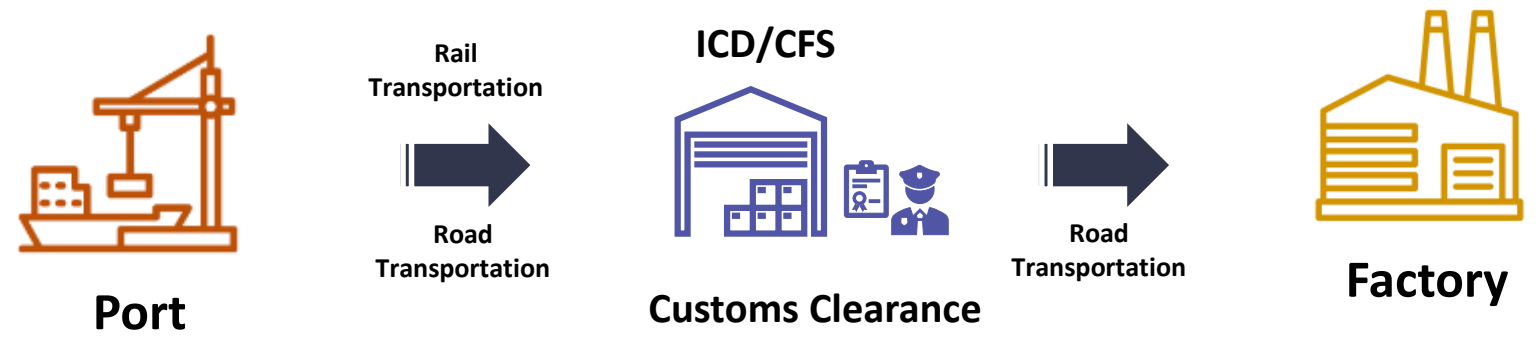 Port
Rail
Transportation
Road
Transportation
ICD/CFS
Customs Clearance
Road
Transportation
Factory